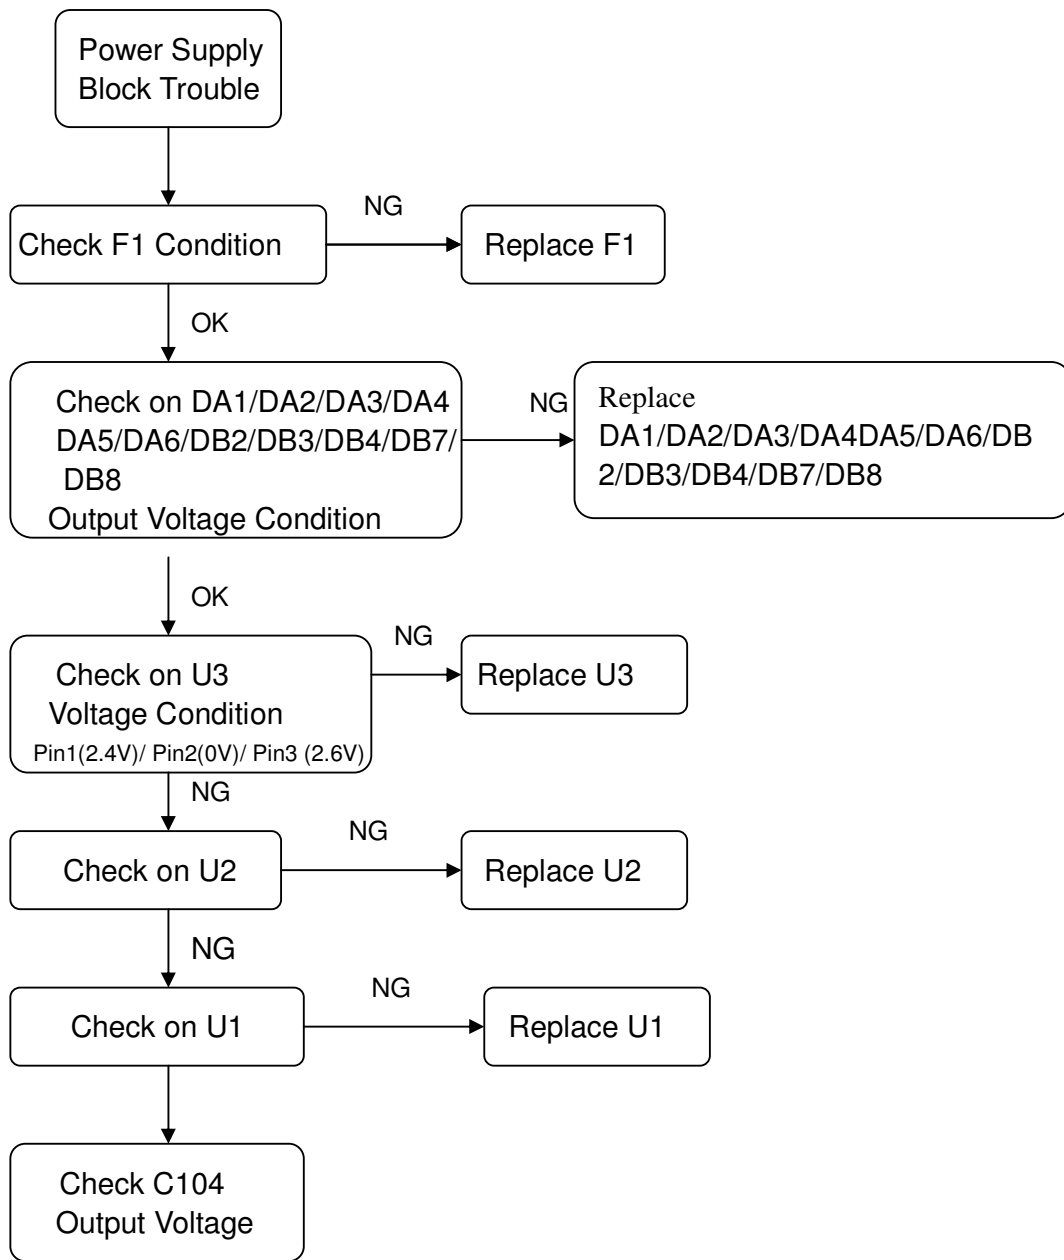 Power Supply
Block Trouble
NG
Check F1 Condition
Replace F1
OK
Check on DA1/DA2/DA3/DA4
DA5/DA6/DB2/DB3/DB4/DB7/
DB8
Output Voltage Condition
NG
Replace
DA1/DA2/DA3/DA4DA5/DA6/DB
2/DB3/DB4/DB7/DB8
OK
Check on U3
Voltage Condition
Pin1(2.4V)/ Pin2(0V)/ Pin3 (2.6V)
NG
Replace U3
NG
Check on U2
NG
Replace U2
NG
Check on U1
NG
Replace U1
Check C104
Output Voltage